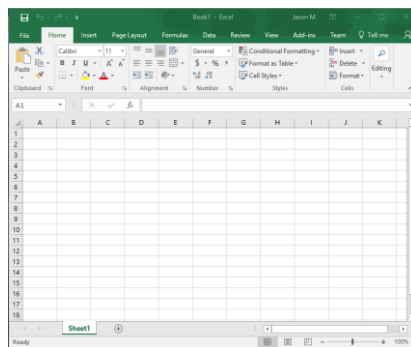 Book1 - Excel Jason M
File Home Insert Page Layout Formulas Data Review View Add-ins Team Tell me
Paste Calibri 11 General Conditional Formatting Insert
B I U A A $ % , Format as Table Delete Editing
A Cell Styles Format
Clipboard Font Alignment Number Styles Cells
A1 fx
A B C D E F G H I J K
1
2
3
4
5
6
7
8
9
10
11
12
13
14
15
16
17
18
Sheet1
Ready 100%